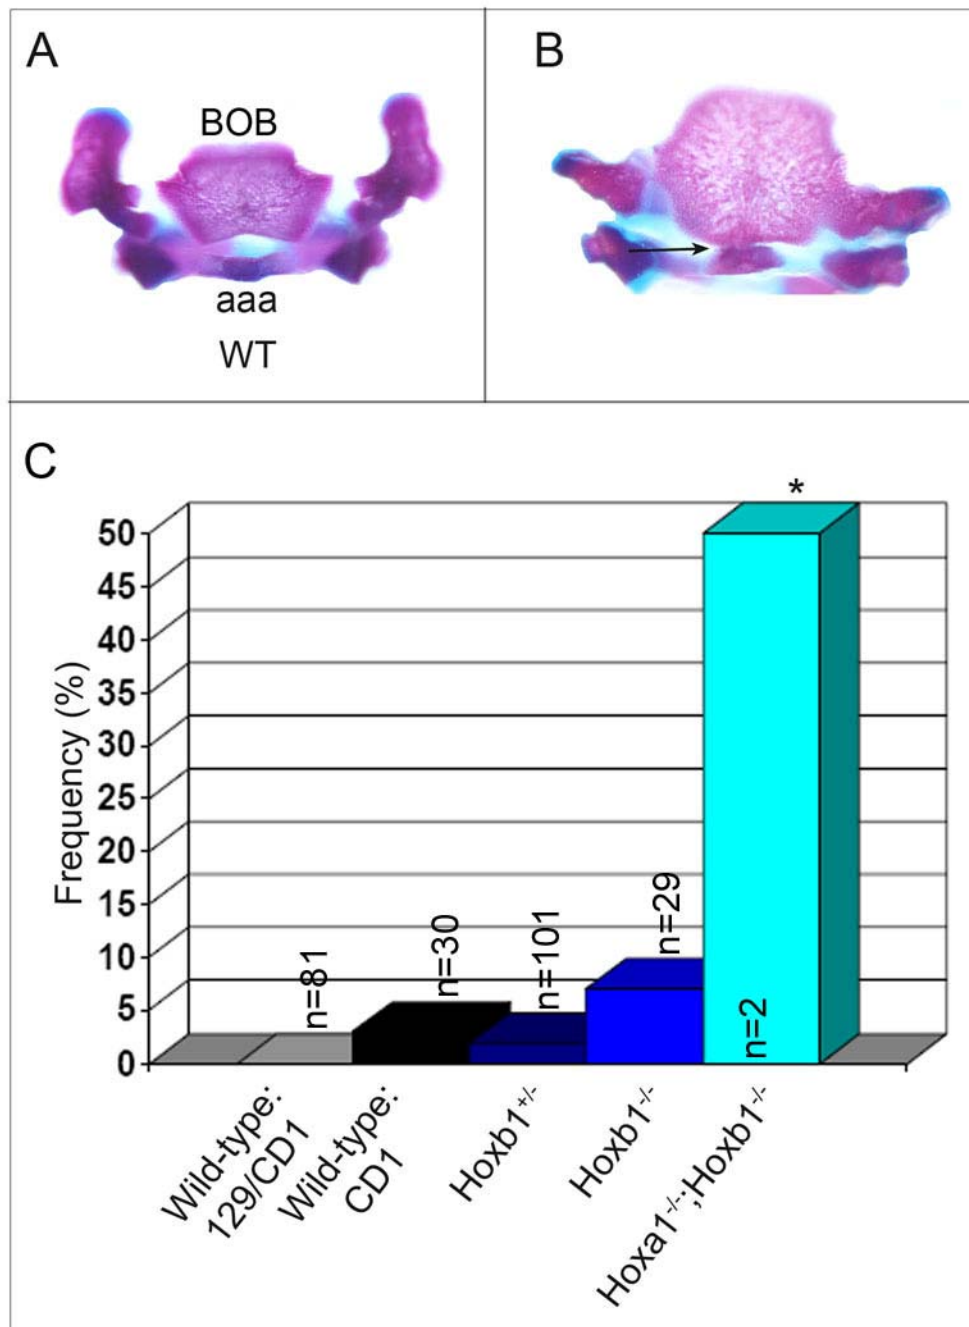 A
BOB
aaa
WT
B
C
*
50
45
40
35
30
25
20
15
10
5
0
Frequency (%)
n=81
n=30
n=101
n=29
n=2
Wild-type:
129/CD1
Wild-type:
CD1
Hoxb1+/-
Hoxb1-/-
Hoxa1-/-;Hoxb1-/-